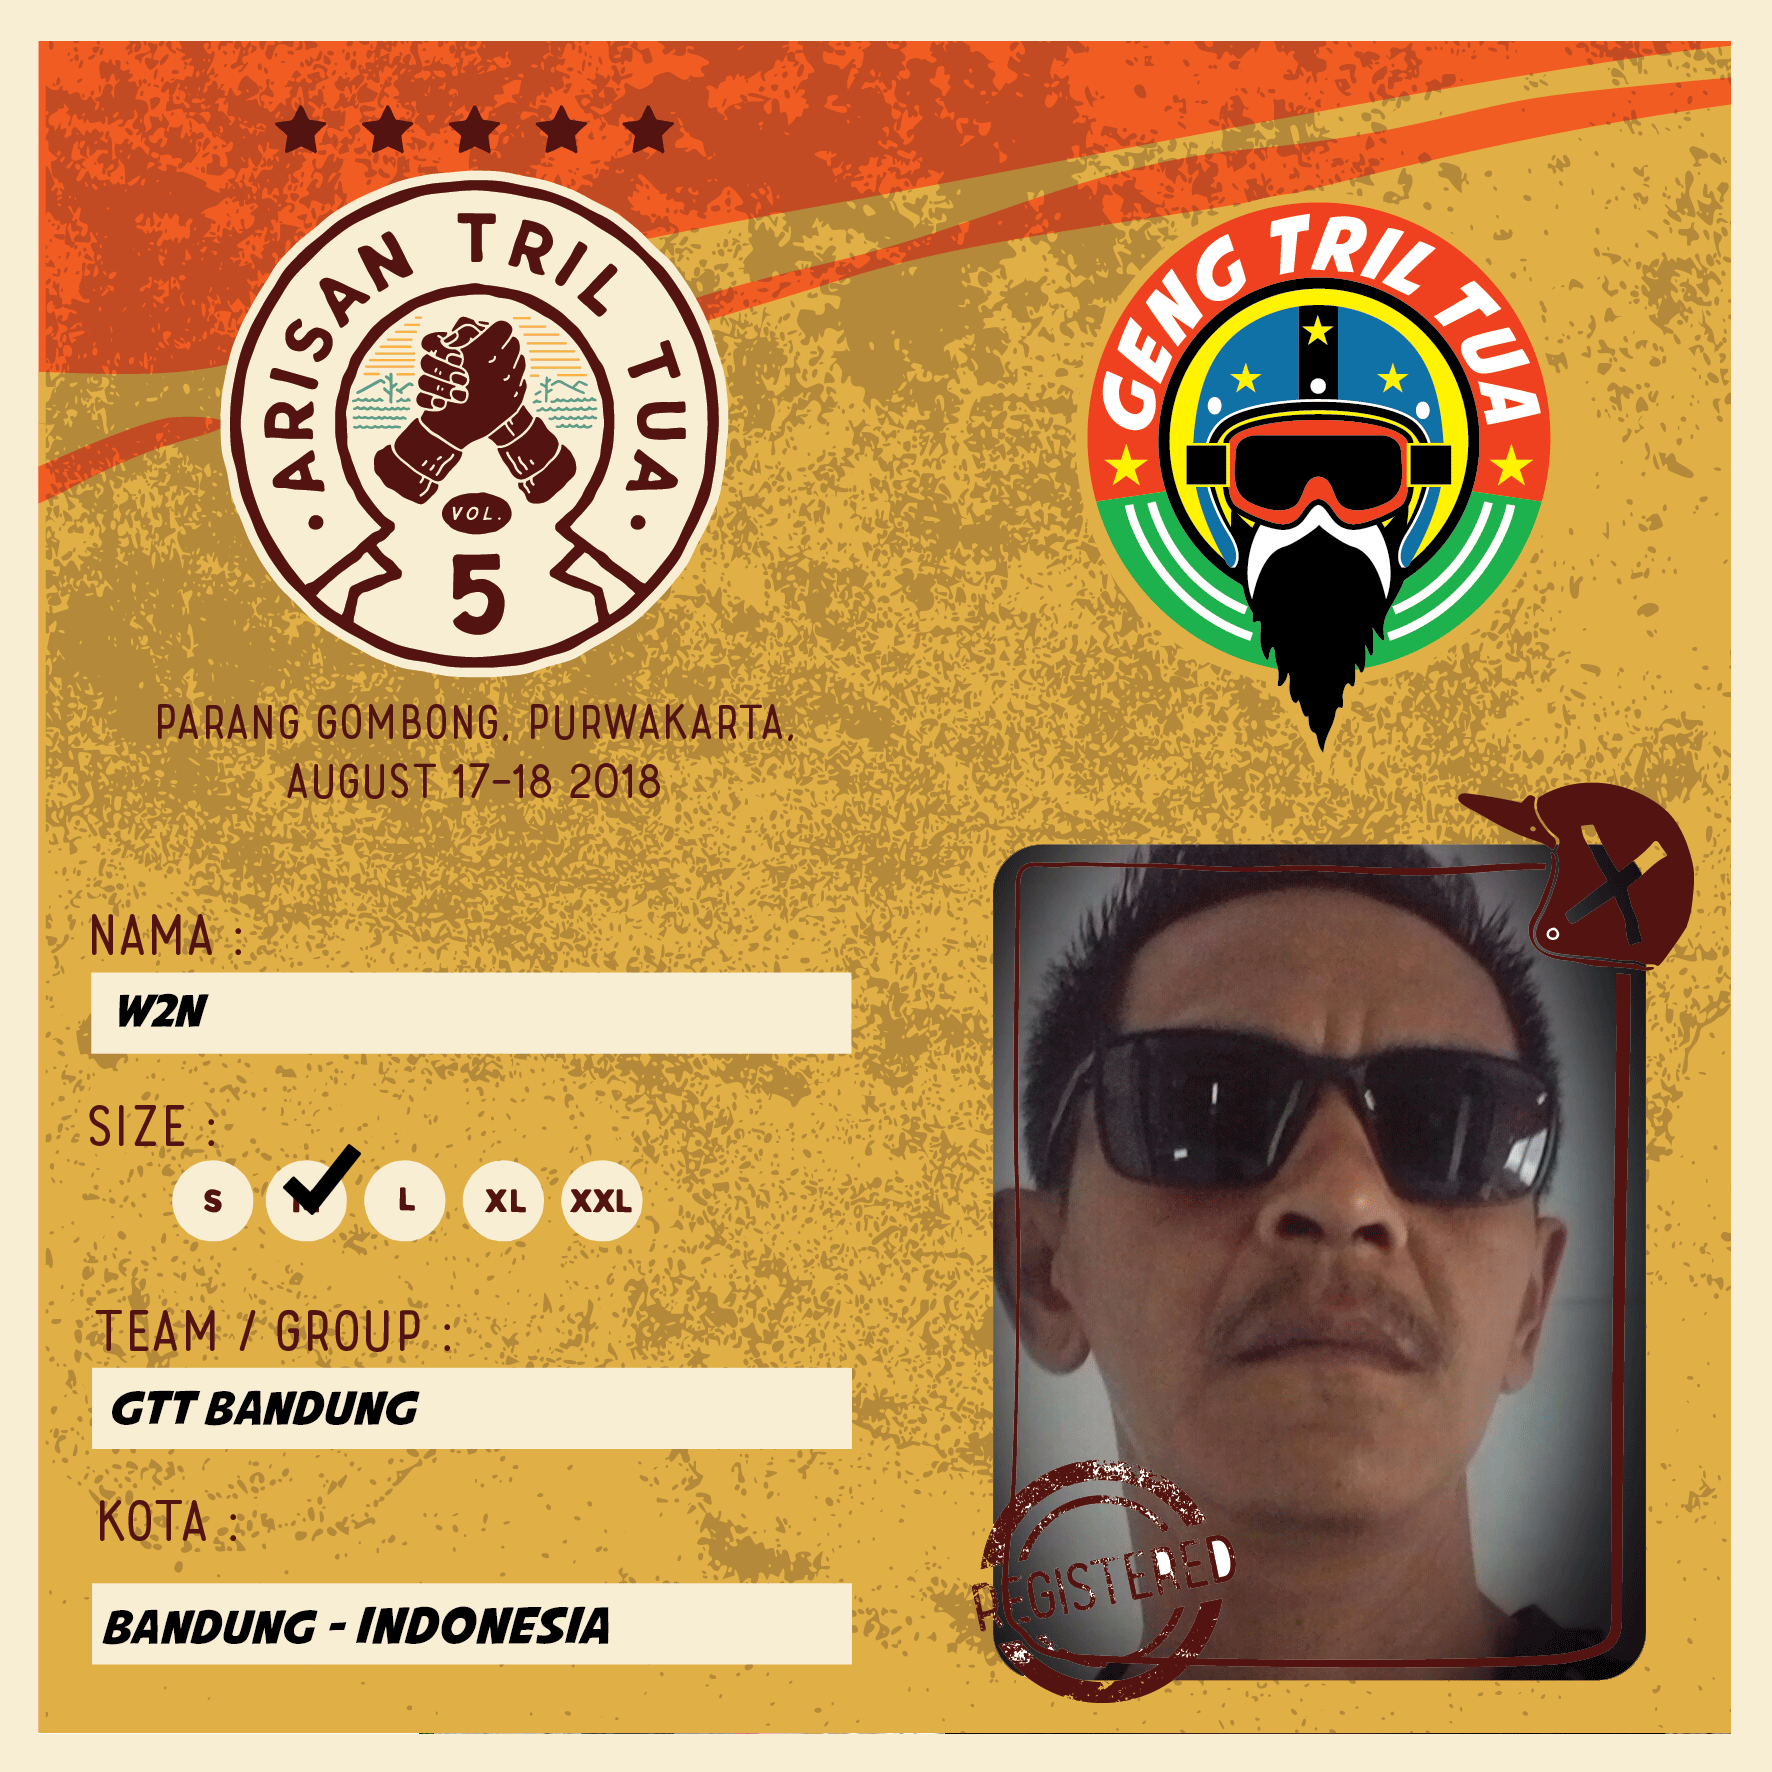 ARISAN TRIL TUA
VOL.
5
GENG TRIL TUA
PARANG GOMBONG, PURWAKARTA,
AUGUST 17-18 2018
NAMA :
W2N
SIZE :
S L XL XXL
TEAM / GROUP :
GTT BANDUNG
KOTA :
BANDUNG - INDONESIA
REGISTERED